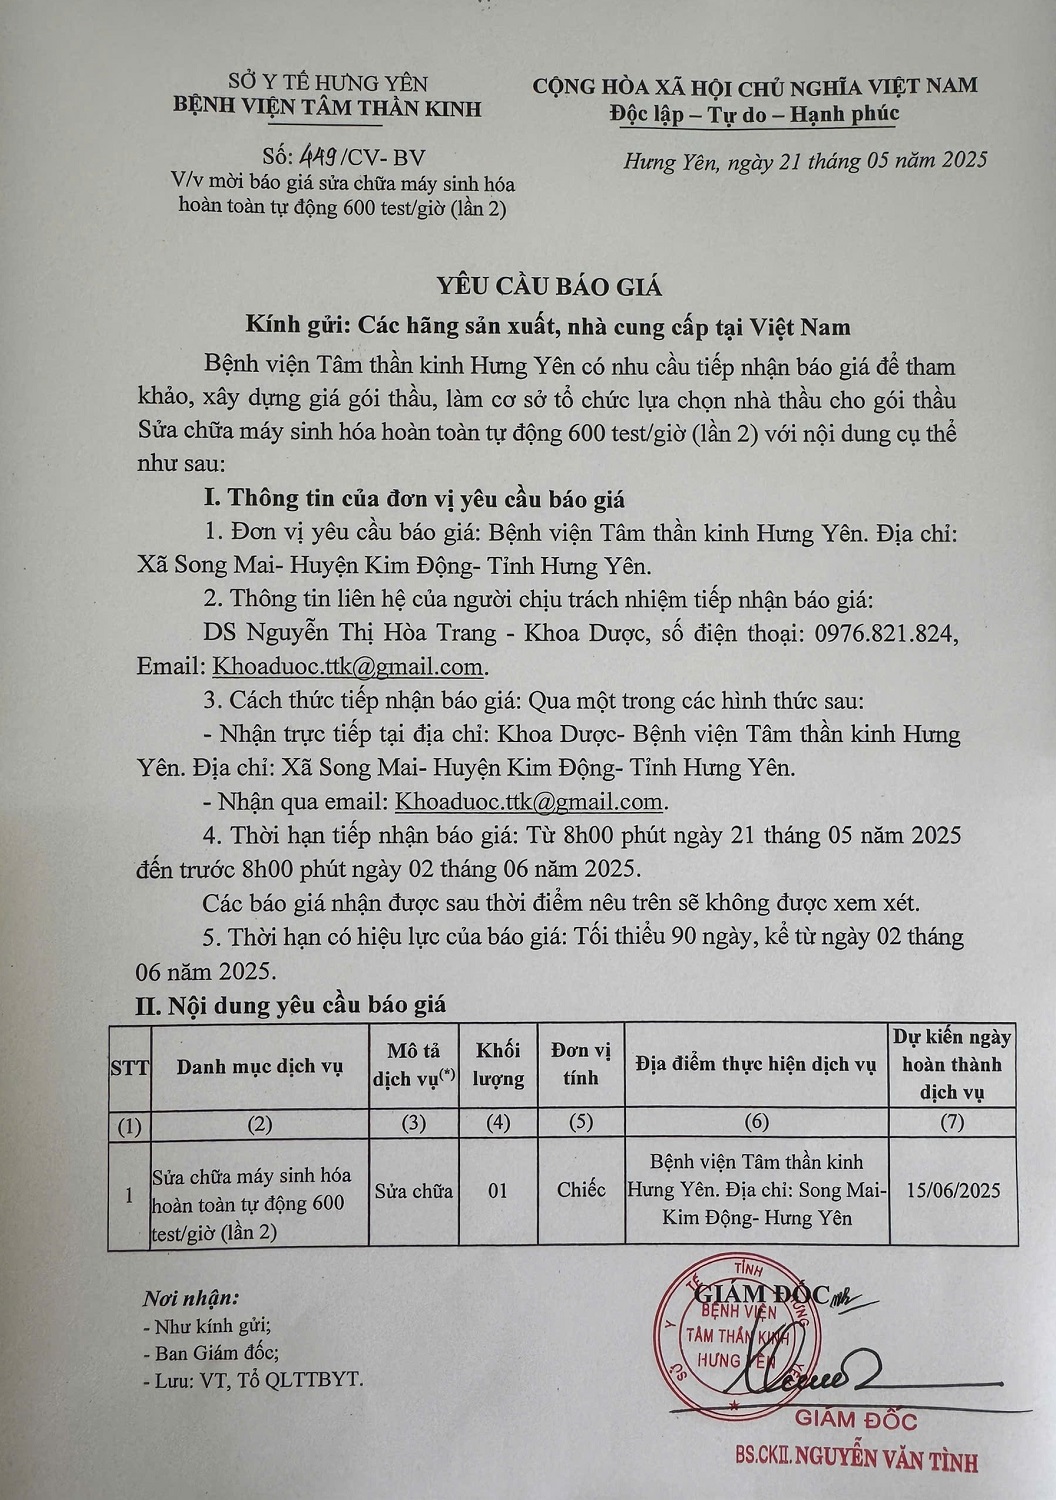 SỞ Y TẾ HƯNG YÊN
BỆNH VIỆN TÂM THẦN KINH
CỘNG HÒA XÃ HỘI CHỦ NGHĨA VIỆT NAM
Độc lập – Tự do – Hạnh phúc
Số: 449/CV- BV
V/v mời báo giá sửa chữa máy sinh hóa
hoàn toàn tự động 600 test/giờ (lần 2)
Hưng Yên, ngày 21 tháng 05 năm 2025
YÊU CẦU BÁO GIÁ
Kính gửi: Các hãng sản xuất, nhà cung cấp tại Việt Nam
Bệnh viện Tâm thần kinh Hưng Yên có nhu cầu tiếp nhận báo giá để tham
khảo, xây dựng giá gói thầu, làm cơ sở tổ chức lựa chọn nhà thầu cho gói thầu
Sửa chữa máy sinh hóa hoàn toàn tự động 600 test/giờ (lần 2) với nội dung cụ thể
như sau:
I. Thông tin của đơn vị yêu cầu báo giá
1. Đơn vị yêu cầu báo giá: Bệnh viện Tâm thần kinh Hưng Yên. Địa chỉ:
Xã Song Mai- Huyện Kim Động- Tỉnh Hưng Yên.
2. Thông tin liên hệ của người chịu trách nhiệm tiếp nhận báo giá:
DS Nguyễn Thị Hòa Trang - Khoa Dược, số điện thoại: 0976.821.824,
Email: Khoaduoc.ttk@gmail.com.
3. Cách thức tiếp nhận báo giá: Qua một trong các hình thức sau:
- Nhận trực tiếp tại địa chỉ: Khoa Dược- Bệnh viện Tâm thần kinh Hưng
Yên. Địa chỉ: Xã Song Mai- Huyện Kim Động- Tỉnh Hưng Yên.
- Nhận qua email: Khoaduoc.ttk@gmail.com.
4. Thời hạn tiếp nhận báo giá: Từ 8h00 phút ngày 21 tháng 05 năm 2025
đến trước 8h00 phút ngày 02 tháng 06 năm 2025.
Các báo giá nhận được sau thời điểm nêu trên sẽ không được xem xét.
5. Thời hạn có hiệu lực của báo giá: Tối thiểu 90 ngày, kể từ ngày 02 tháng
06 năm 2025.
II. Nội dung yêu cầu báo giá
STT
Danh mục dịch vụ
Mô tả
dịch vụ(*)
Khối
lượng
Đơn vị
tính
Địa điểm thực hiện dịch vụ
Dự kiến ngày
hoàn thành
dịch vụ
(1) (2) (3) (4) (5) (6) (7)
1
Sửa chữa máy sinh hóa
hoàn toàn tự động 600
test/giờ (lần 2)
Sửa chữa
01
Chiếc
Bệnh viện Tâm thần kinh
Hưng Yên. Địa chỉ: Song Mai-
Kim Động- Hưng Yên
15/06/2025
Nơi nhận:
- Như kính gửi;
- Ban Giám đốc;
- Lưu: VT, Tổ QLTTBYT.
GIÁM ĐỐC
SỞ Y TẾ TỈNH HƯNG YÊN
BỆNH VIỆN
TÂM THẦN KINH
HƯNG YÊN
GIÁM ĐỐC
BS.CKII. NGUYỄN VĂN TÌNH